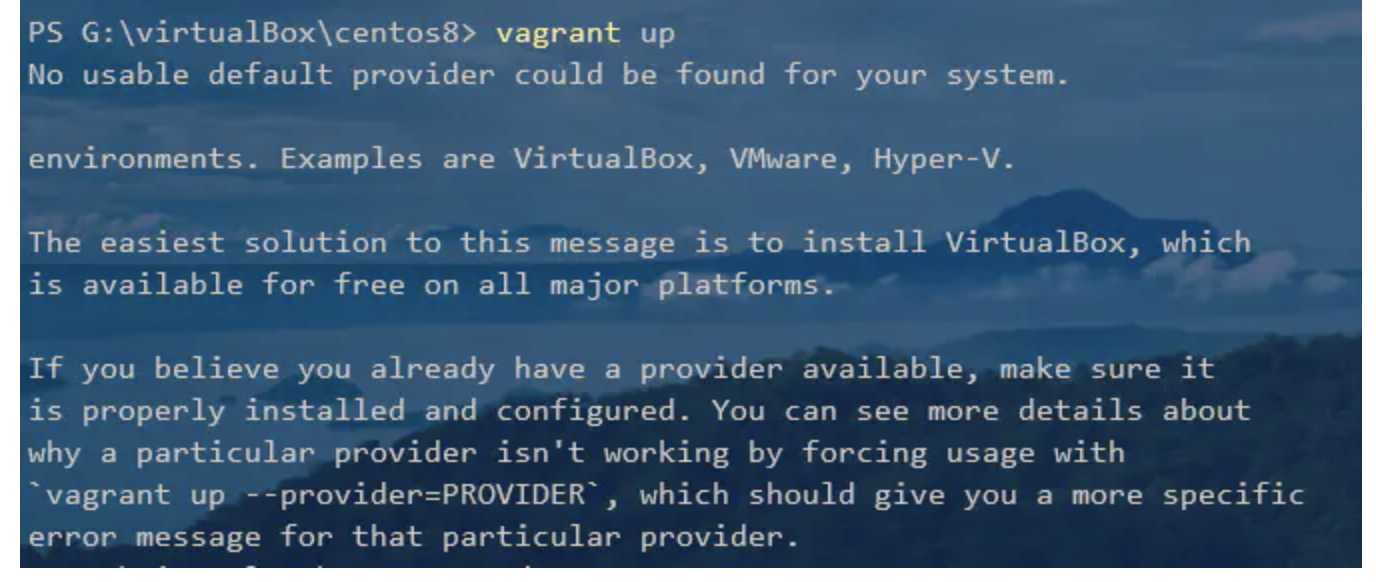 PS G:\virtualBox\centos8> vagrant up
No usable default provider could be found for your system.
environments. Examples are VirtualBox, VMware, Hyper-V.
The easiest solution to this message is to install VirtualBox, which
is available for free on all major platforms.
If you believe you already have a provider available, make sure it
is properly installed and configured. You can see more details about
why a particular provider isn't working by forcing usage with
`vagrant up --provider=PROVIDER`, which should give you a more specific
error message for that particular provider.